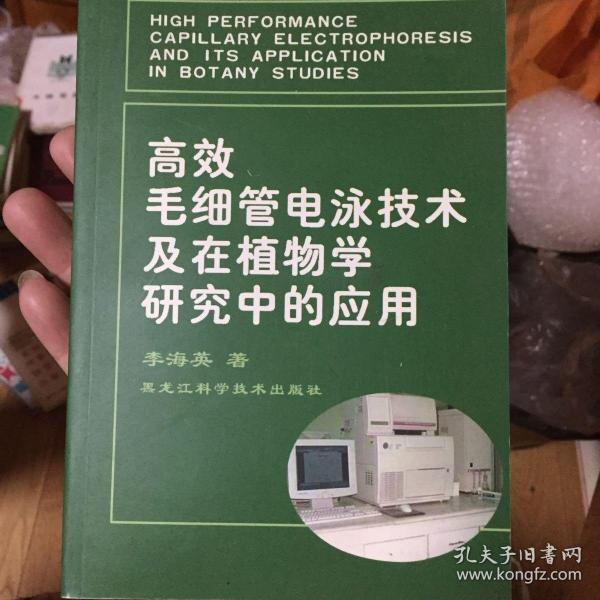 HIGH PERFORMANCE
CAPILLARY ELECTROPHORESIS
AND ITS APPLICATION
IN BOTANY STUDIES
高效
毛细管电泳技术
及在植物学
研究中的应用
李海英 著
黑龙江科学技术出版社
孔夫子旧书网
www.kongfz.com